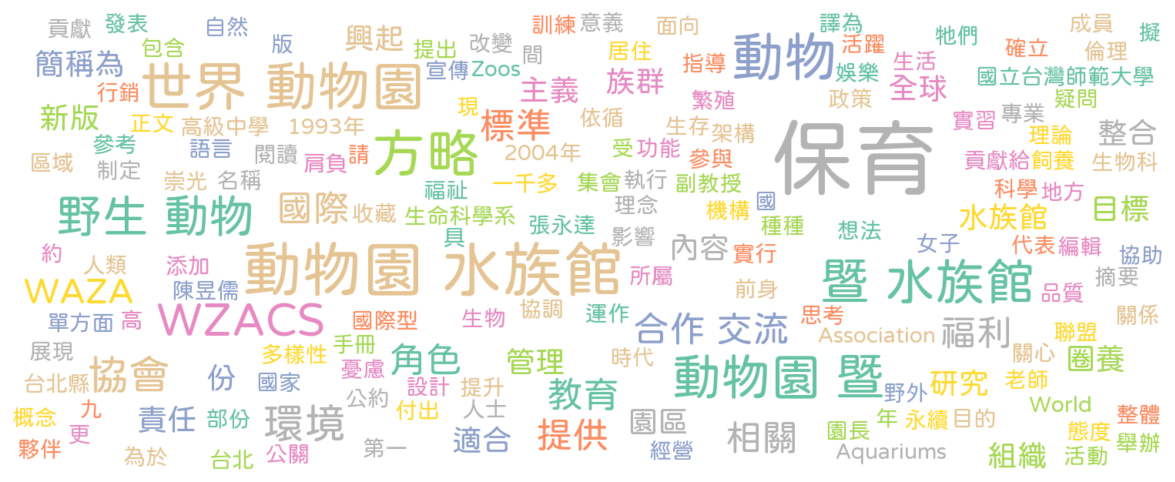 貢獻 發表 自然 版 興起 提出 改變 間 訓練 意義 面向 譯為 牠們 成員 擬
包含 簡稱為 宣傳 Zoos 居住 指導 動物 活躍 娛樂 生活 確立 倫理
世界 動物園 主義 族群 全球 國立台灣師範大學
行銷 現 繁殖 政策 疑問
新版 正文 高級中學 1993年 標準 依循 生存 架構 保育 實習 專業 理論 整合
參考 語言 閱讀 肩負 請 方略 2004年 受 功能 參與 貢獻給 飼養 生物科
區域 制定 崇光 名稱 福祉 一千多 集會 執行 副教授 科學 地方
野生 動物 國際 收藏 生命科學系 張永達 理念 機構 國 種種 水族館 目標
具 影響 內容 實行 想法 女子 代表 編輯 協助
約 人類 添加 動物園 水族館 所屬 暨 水族館 摘要
WAZA 陳昱儒 前身 品質
單方面 高 WZACS 國際型 生物 協調 運作 合作 交流 思考 Association 福利 聯盟 關係
展現 協會 多樣性 手冊 角色 管理 時代 動物園 暨 關心 圈養
台北縣 份 國家 憂慮 設計 提升 教育 野外 研究 老師
概念 九 責任 部份 環境 公約 付出 人士 園區 年 永續 目的 World 整體
夥伴 更 為於 台北 公關 第一 適合 提供 經營 相關 園長 Aquariums 組織 態度 活動 舉辦